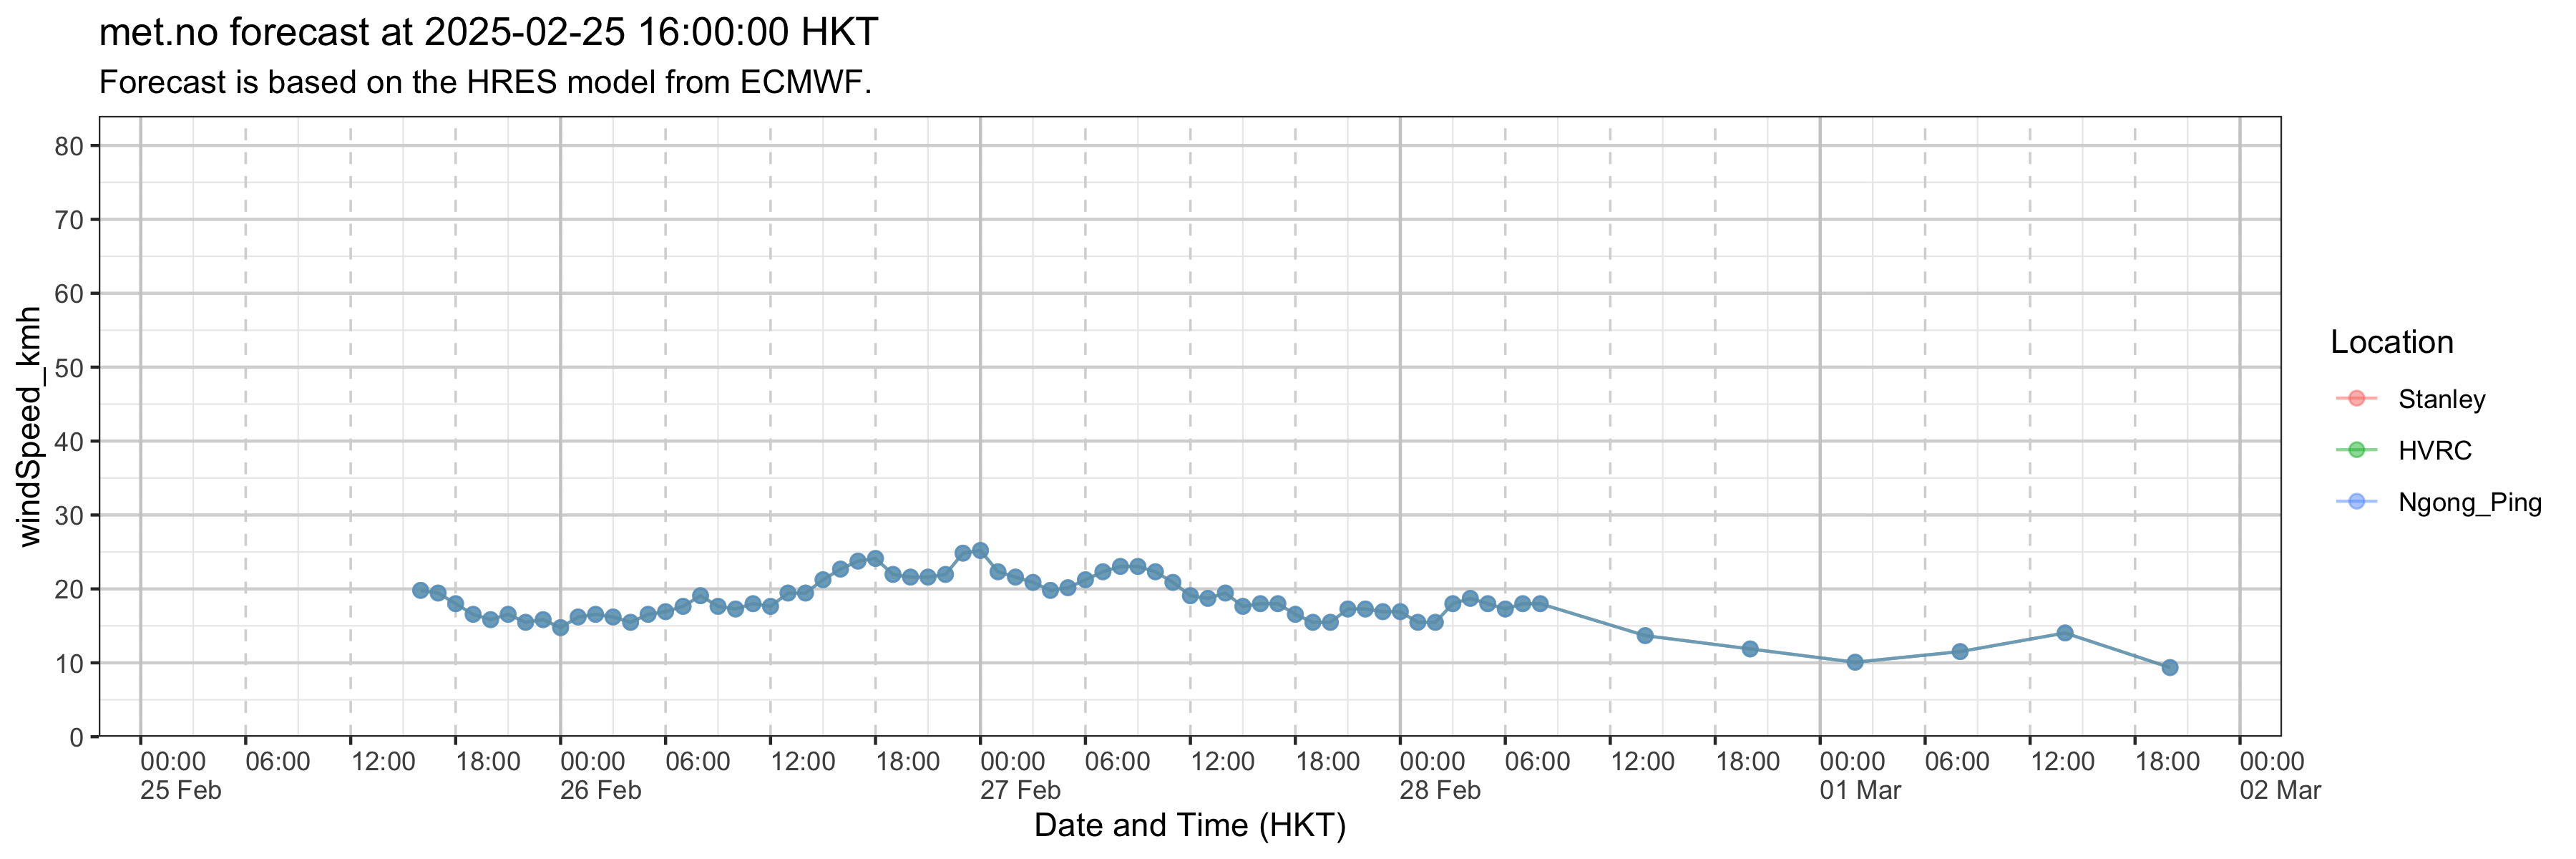 met.no forecast at 2025-02-25 16:00:00 HKT
Forecast is based on the HRES model from ECMWF.
windSpeed_kmh
80
70
60
50
40
30
20
10
0
00:00 06:00 12:00 18:00 00:00 06:00 12:00 18:00 00:00 06:00 12:00 18:00 00:00 06:00 12:00 18:00 00:00 06:00 12:00 18:00 00:00
25 Feb 26 Feb 27 Feb 28 Feb 01 Mar 02 Mar
Date and Time (HKT)
Location
Stanley
HVRC
Ngong_Ping